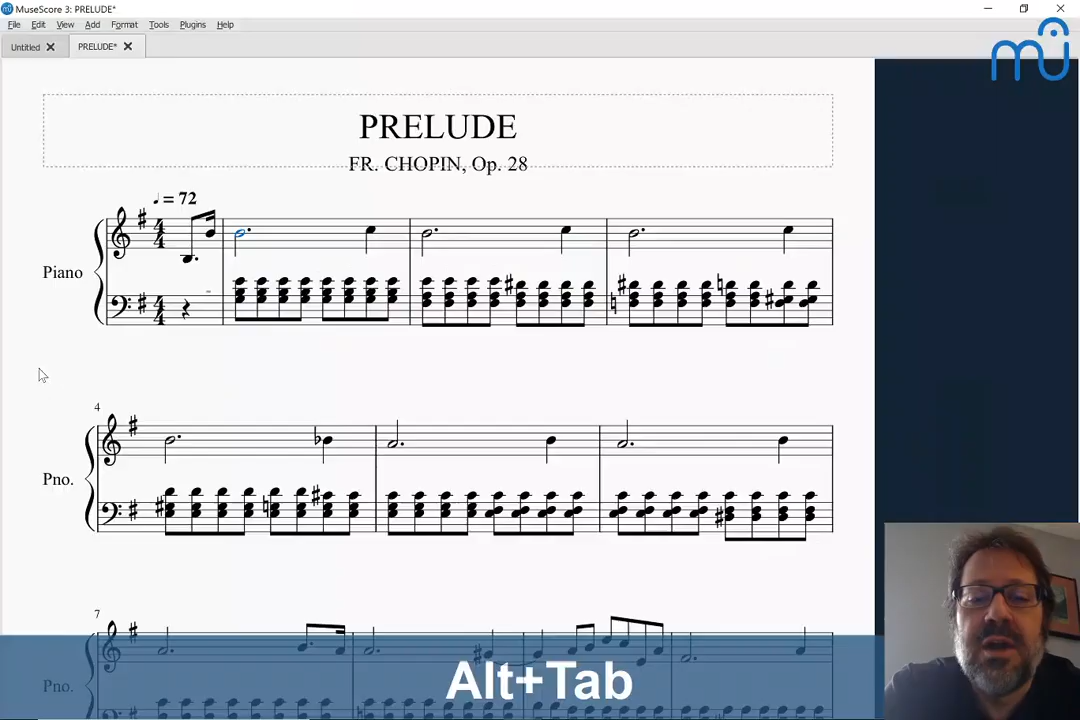 MuseScore 3: PRELUDE*
File Edit View Add Format Tools Plugins Help
Untitled PRELUDE*
PRELUDE
FR. CHOPIN, Op. 28
= 72
Piano
4
Pno.
7
Pno.
Alt+Tab